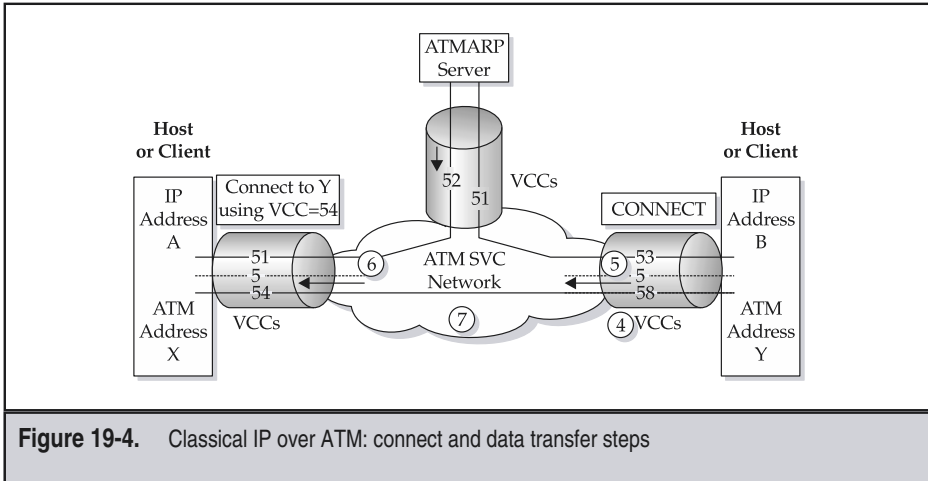 ATMARP
Server
Host
or Client
Host
or Client
52
51
VCCs
IP
Address
A
ATM
Address
X
Connect to Y
using VCC=54
51
5
54
VCCs
6
ATM SVC
Network
7
CONNECT
5
53
5
58
4
VCCs
IP
Address
B
ATM
Address
Y
Figure 19-4. Classical IP over ATM: connect and data transfer steps